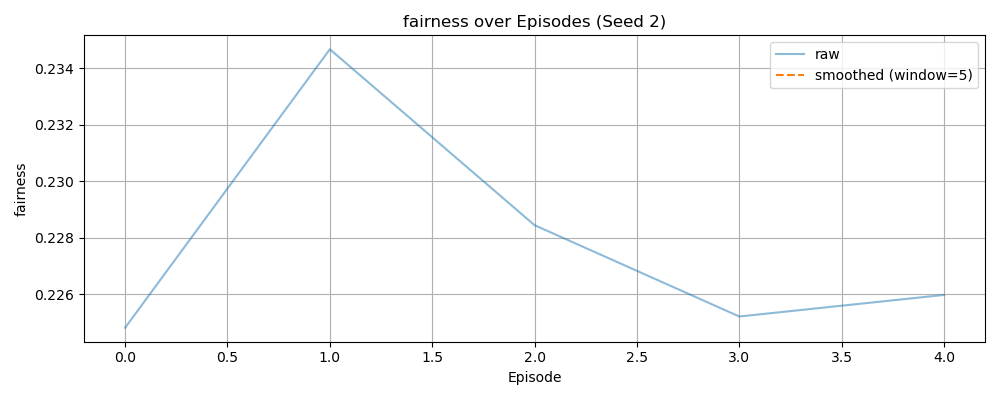 fairness over Episodes (Seed 2)
raw
smoothed (window=5)
fairness
0.234
0.232
0.230
0.228
0.226
0.0 0.5 1.0 1.5 2.0 2.5 3.0 3.5 4.0
Episode